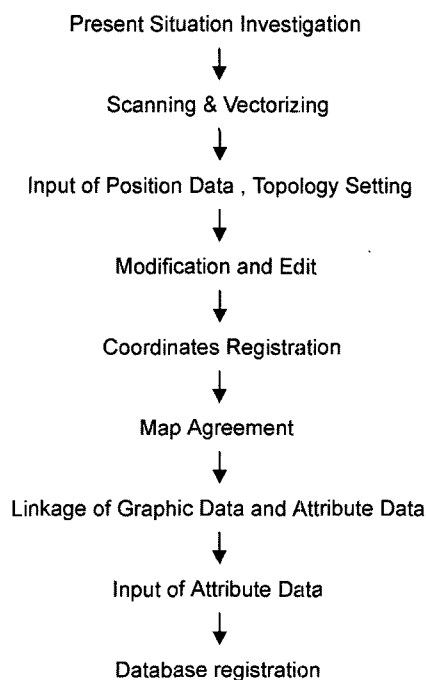 Present Situation Investigation
Scanning & Vectorizing
Input of Position Data , Topology Setting
Modification and Edit
Coordinates Registration
Map Agreement
Linkage of Graphic Data and Attribute Data
Input of Attribute Data
Database registration